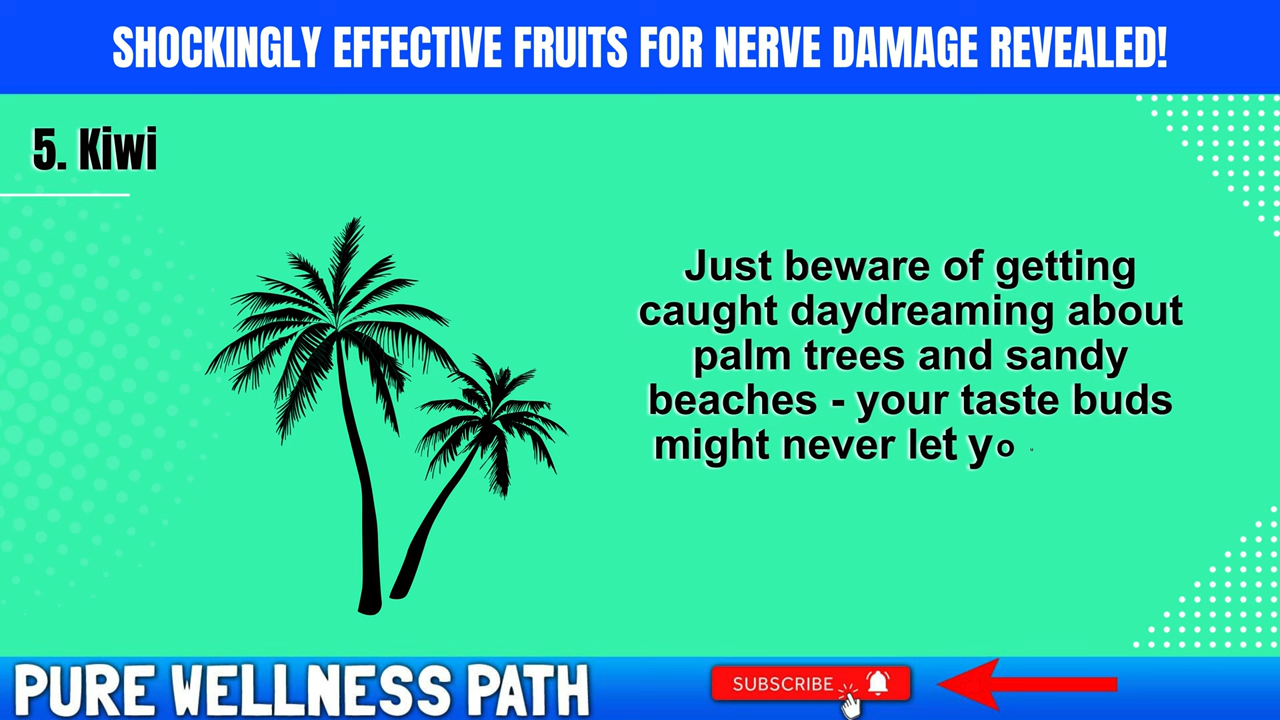 SHOCKINGLY EFFECTIVE FRUITS FOR NERVE DAMAGE REVEALED!
5. Kiwi
Just beware of getting
caught daydreaming about
palm trees and sandy
beaches - your taste buds
might never let yo
PURE WELLNESS PATH
SUBSCRIBE